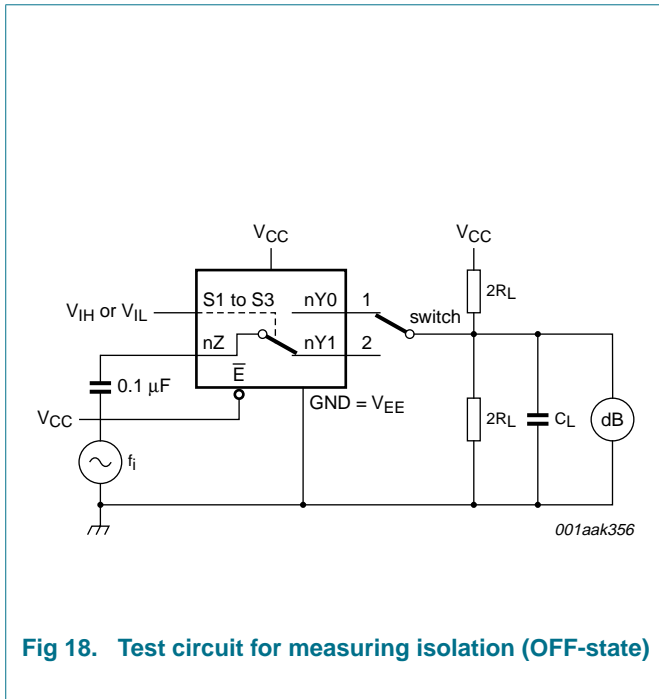 VCC
VCC
2RL
S1 to S3
nY0
1
switch
VIH or VIL
nZ
nY1
2
E
0.1 μF
GND = VEE
VCC
2RL
CL
dB
fi
001aak356
Fig 18. Test circuit for measuring isolation (OFF-state)